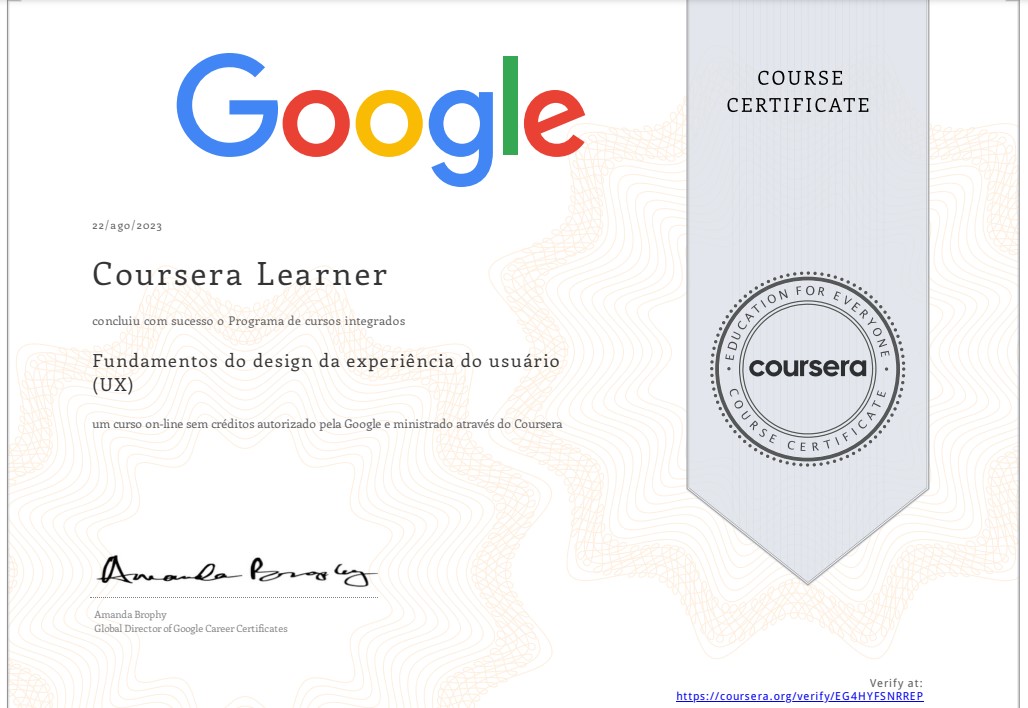 Google
COURSE
CERTIFICATE
22/ago/2023
Coursera Learner
concluiu com sucesso o Programa de cursos integrados
Fundamentos do design da experiência do usuário
(UX)
um curso on-line sem créditos autorizado pela Google e ministrado através do Coursera
EDUCATION FOR EVERYONE
coursera
COURSE CERTIFICATE
Amanda Brophy
Amanda Brophy
Global Director of Google Career Certificates
Verify at:
https://coursera.org/verify/EG4HYFSNRREP